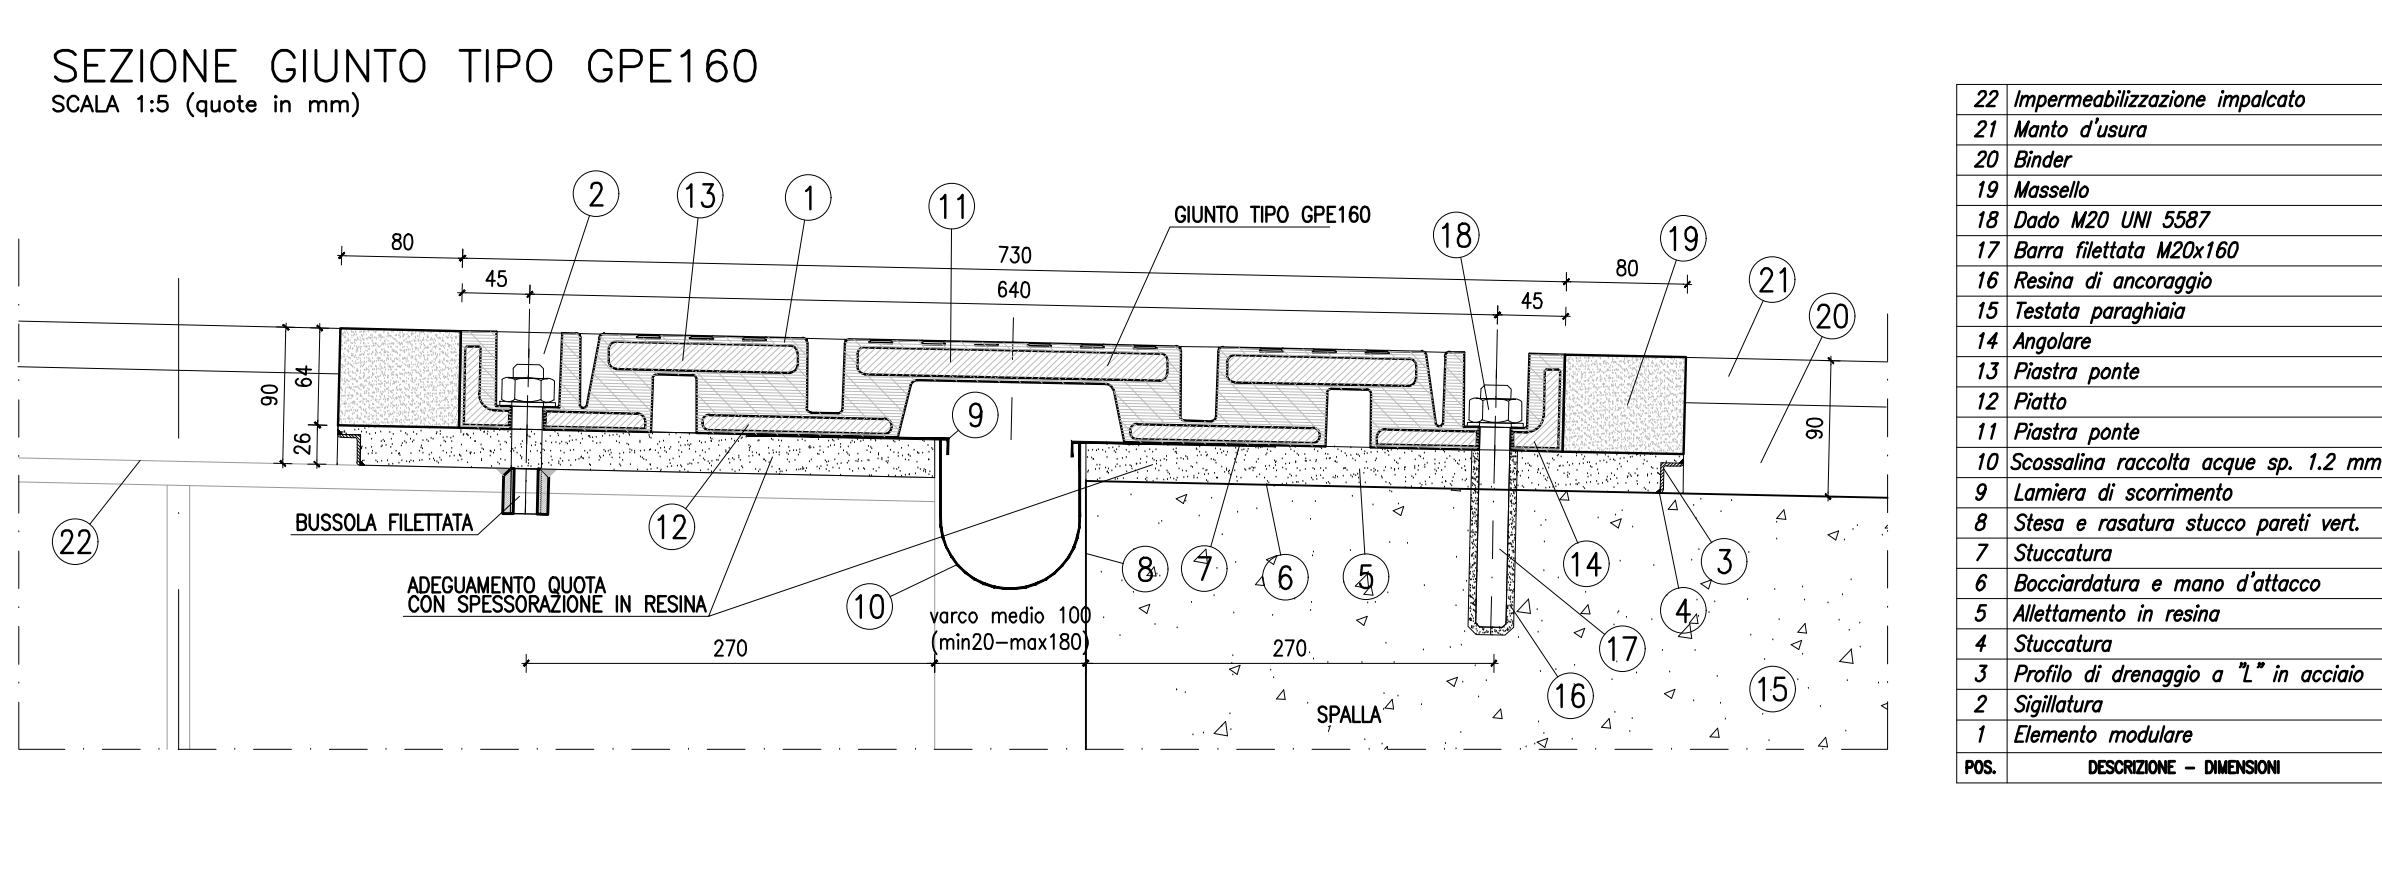 SEZIONE GIUNTO TIPO GPE160
SCALA 1:5 (quote in mm)
2
13
1
11
GIUNTO TIPO GPE160
18
19
21
20
80
730
80
45
640
45
90
64
26
90
9
BUSSOLA FILETTATA
22
12
ADEGUAMENTO QUOTA
CON SPESSORAZIONE IN RESINA
10
8
7
6
5
14
3
4
varco medio 100
(min20-max180)
270
270
17
16
15
SPALLA
22 Impermeabilizzazione impalcato
21 Manto d'usura
20 Binder
19 Massello
18 Dado M20 UNI 5587
17 Barra filettata M20x160
16 Resina di ancoraggio
15 Testata paraghiaia
14 Angolare
13 Piastra ponte
12 Piatto
11 Piastra ponte
10 Scossalina raccolta acque sp. 1.2 mm
9 Lamiera di scorrimento
8 Stesa e rasatura stucco pareti vert.
7 Stuccatura
6 Bocciardatura e mano d'attacco
5 Allettamento in resina
4 Stuccatura
3 Profilo di drenaggio a "L" in acciaio
2 Sigillatura
1 Elemento modulare
POS. DESCRIZIONE - DIMENSIONI